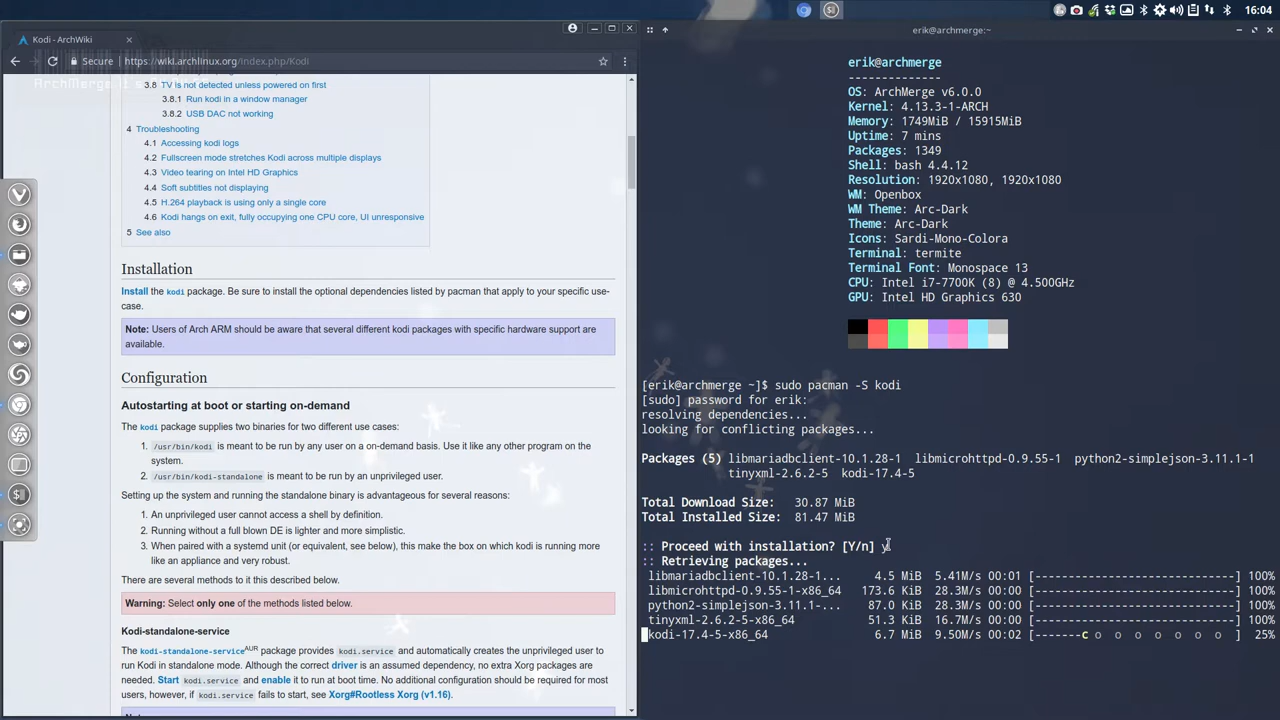 16:04
Kodi - ArchWiki
Secure
https://wiki.archlinux.org/index.php/Kodi
3.8 TV is not detected unless powered on first
3.8.1 Run kodi in a window manager
3.8.2 USB DAC not working
4 Troubleshooting
4.1 Accessing kodi logs
4.2 Fullscreen mode stretches Kodi across multiple displays
4.3 Video tearing on Intel HD Graphics
4.4 Soft subtitles not displaying
4.5 H.264 playback is using only a single core
4.6 Kodi hangs on exit, fully occupying one CPU core, UI unresponsive
5 See also
Installation
Install the kodi package. Be sure to install the optional dependencies listed by pacman that apply to your specific use-
case.
Note: Users of Arch ARM should be aware that several different kodi packages with specific hardware support are
available.
Configuration
Autostarting at boot or starting on-demand
The kodi package supplies two binaries for two different use cases:
1. /usr/bin/kodi is meant to be run by any user on a on-demand basis. Use it like any other program on the
system.
2. /usr/bin/kodi-standalone is meant to be run by an unprivileged user.
Setting up the system and running the standalone binary is advantageous for several reasons:
1. An unprivileged user cannot access a shell by definition.
2. Running without a full blown DE is lighter and more simplistic.
3. When paired with a systemd unit (or equivalent, see below), this make the box on which kodi is running more
like an appliance and very robust.
There are several methods to it this described below.
Warning: Select only one of the methods listed below.
Kodi-standalone-service
The kodi-standalone-service AUR package provides kodi.service and automatically creates the unprivileged user to
run Kodi in standalone mode. Although the correct driver is an assumed dependency, no extra Xorg packages are
needed. Start kodi.service and enable it to run at boot time. No additional configuration should be required for most
users, however, if kodi.service fails to start, see Xorg#Rootless Xorg (v1.16).
erik@archmerge:~
erik@archmerge
--------------
OS: ArchMerge v6.0.0
Kernel: 4.13.3-1-ARCH
Memory: 1749MiB / 15915MiB
Uptime: 7 mins
Packages: 1349
Shell: bash 4.4.12
Resolution: 1920x1080, 1920x1080
WM: Openbox
WM Theme: Arc-Dark
Theme: Arc-Dark
Icons: Sardi-Mono-Colora
Terminal: termite
Terminal Font: Monospace 13
CPU: Intel i7-7700K (8) @ 4.500GHz
GPU: Intel HD Graphics 630
[erik@archmerge ~]$ sudo pacman -S kodi
[sudo] password for erik:
resolving dependencies...
looking for conflicting packages...
Packages (5) libmariadbclient-10.1.28-1 libmicrohttpd-0.9.55-1 python2-simplejson-3.11.1-1
tinyxml-2.6.2-5 kodi-17.4-5
Total Download Size: 30.87 MiB
Total Installed Size: 81.47 MiB
:: Proceed with installation? [Y/n] y
:: Retrieving packages...
libmariadbclient-10.1.28-1... 4.5 MiB 5.41M/s 00:01 [------------------------------] 100%
libmicrohttpd-0.9.55-1-x86_64 173.6 KiB 28.3M/s 00:00 [------------------------------] 100%
python2-simplejson-3.11.1-... 87.0 KiB 28.3M/s 00:00 [------------------------------] 100%
tinyxml-2.6.2-5-x86_64 51.3 KiB 16.7M/s 00:00 [------------------------------] 100%
kodi-17.4-5-x86_64 6.7 MiB 9.50M/s 00:02 [-------c o o o o o o o ] 25%